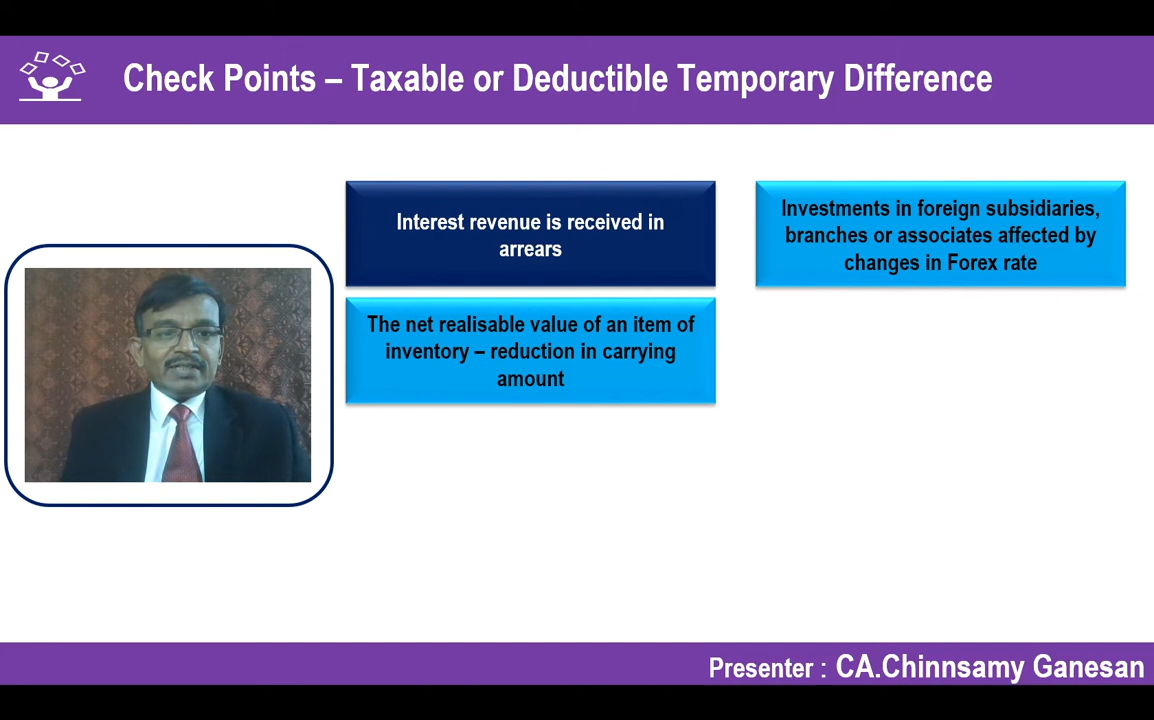 Check Points – Taxable or Deductible Temporary Difference
Interest revenue is received in
arrears
Investments in foreign subsidiaries,
branches or associates affected by
changes in Forex rate
The net realisable value of an item of
inventory – reduction in carrying
amount
Presenter : CA.Chinnsamy Ganesan